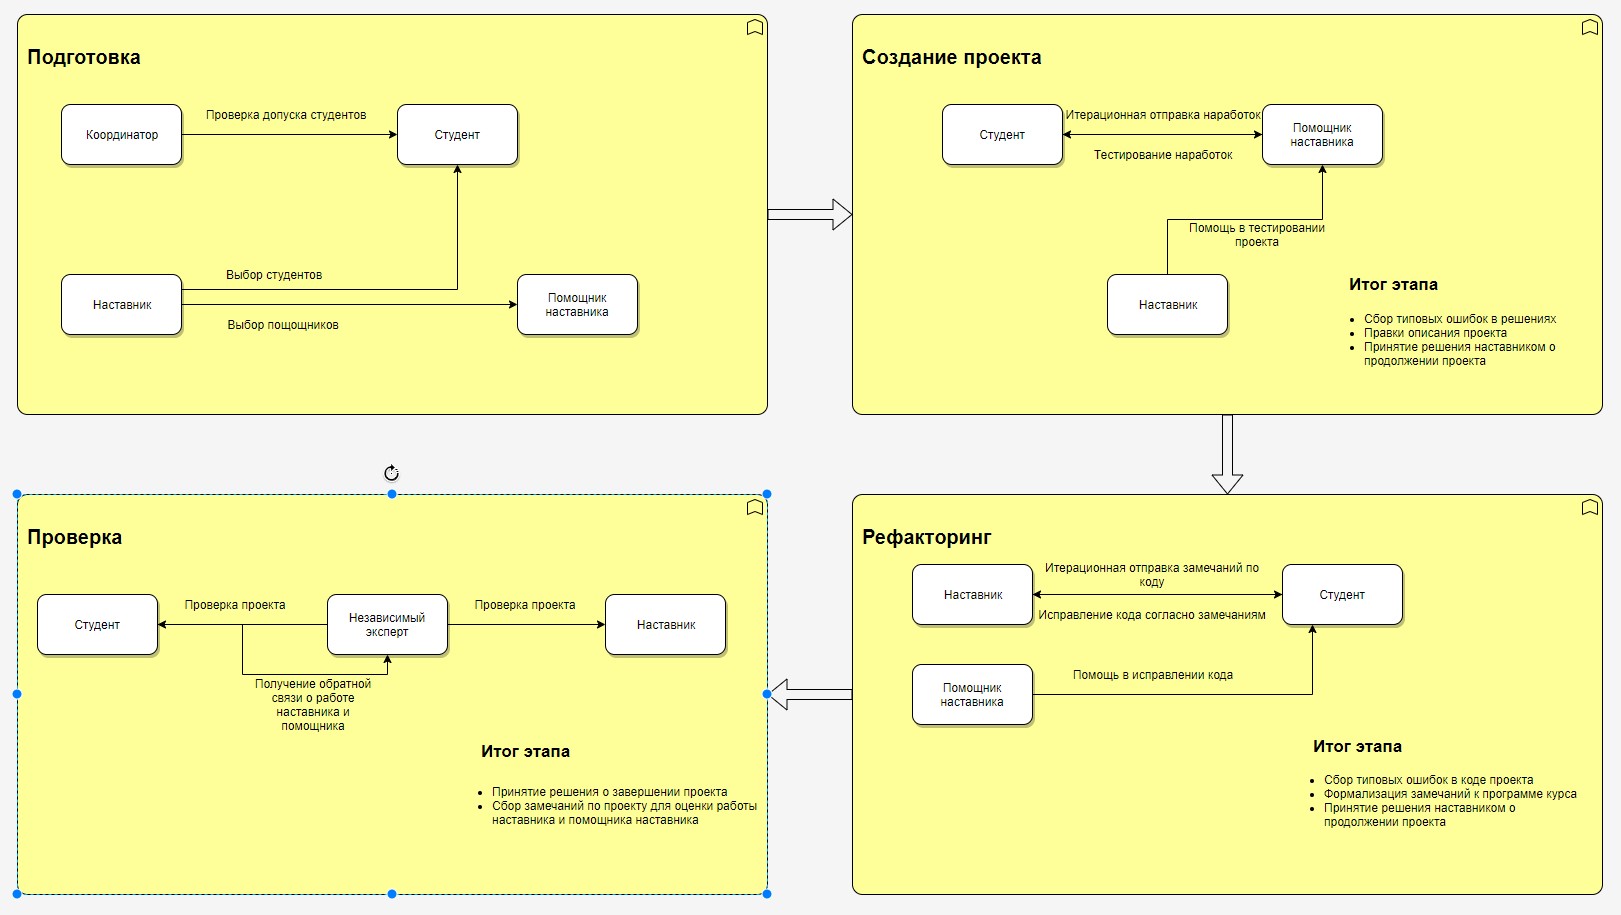 Подготовка
Координатор
Проверка допуска студентов
Студент
Выбор студентов
Наставник
Выбор пощощников
Помощник
наставника
Создание проекта
Студент
Итерационная отправка наработок
Тестирование наработок
Помощник
наставника
Помощь в тестировании
проекта
Наставник
Итог этапа
Сбор типовых ошибок в решениях
Правки описания проекта
Принятие решения наставником о
продолжении проекта
Проверка
Студент
Проверка проекта
Независимый
эксперт
Проверка проекта
Наставник
Получение обратной
связи о работе
наставника и
помощника
Итог этапа
Принятие решения о завершении проекта
Сбор замечаний по проекту для оценки работы
наставника и помощника наставника
Рефакторинг
Наставник
Итерационная отправка замечаний по
коду
Исправление кода согласно замечаниям
Студент
Помощник
наставника
Помощь в исправлении кода
Итог этапа
Сбор типовых ошибок в коде проекта
Формализация замечаний к программе курса
Принятие решения наставником о
продолжении проекта